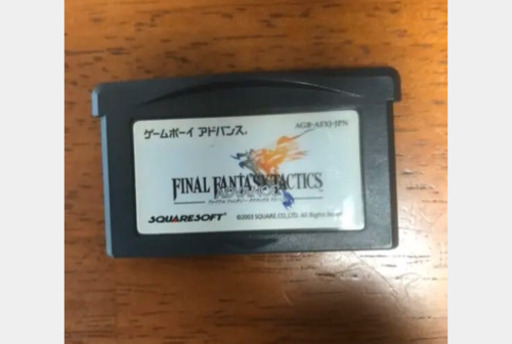 ゲームボーイ アドバンス
AGB-AFXJ-JPN
FINAL FANTASY TACTICS
ADVANCE
SQUARESOFT
©2003 SQUARE CO.,LTD. All Rights